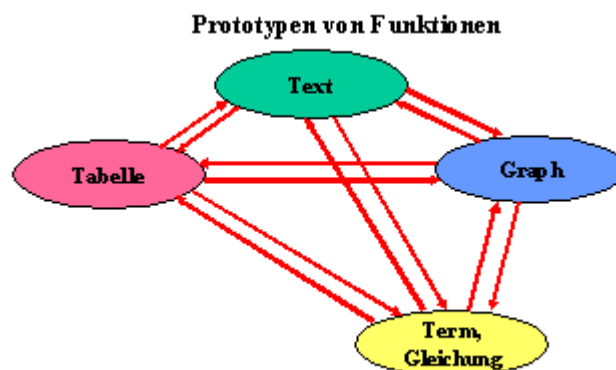 Prototypen von Funktionen
Text
Tabelle
Graph
Term,
Gleichung